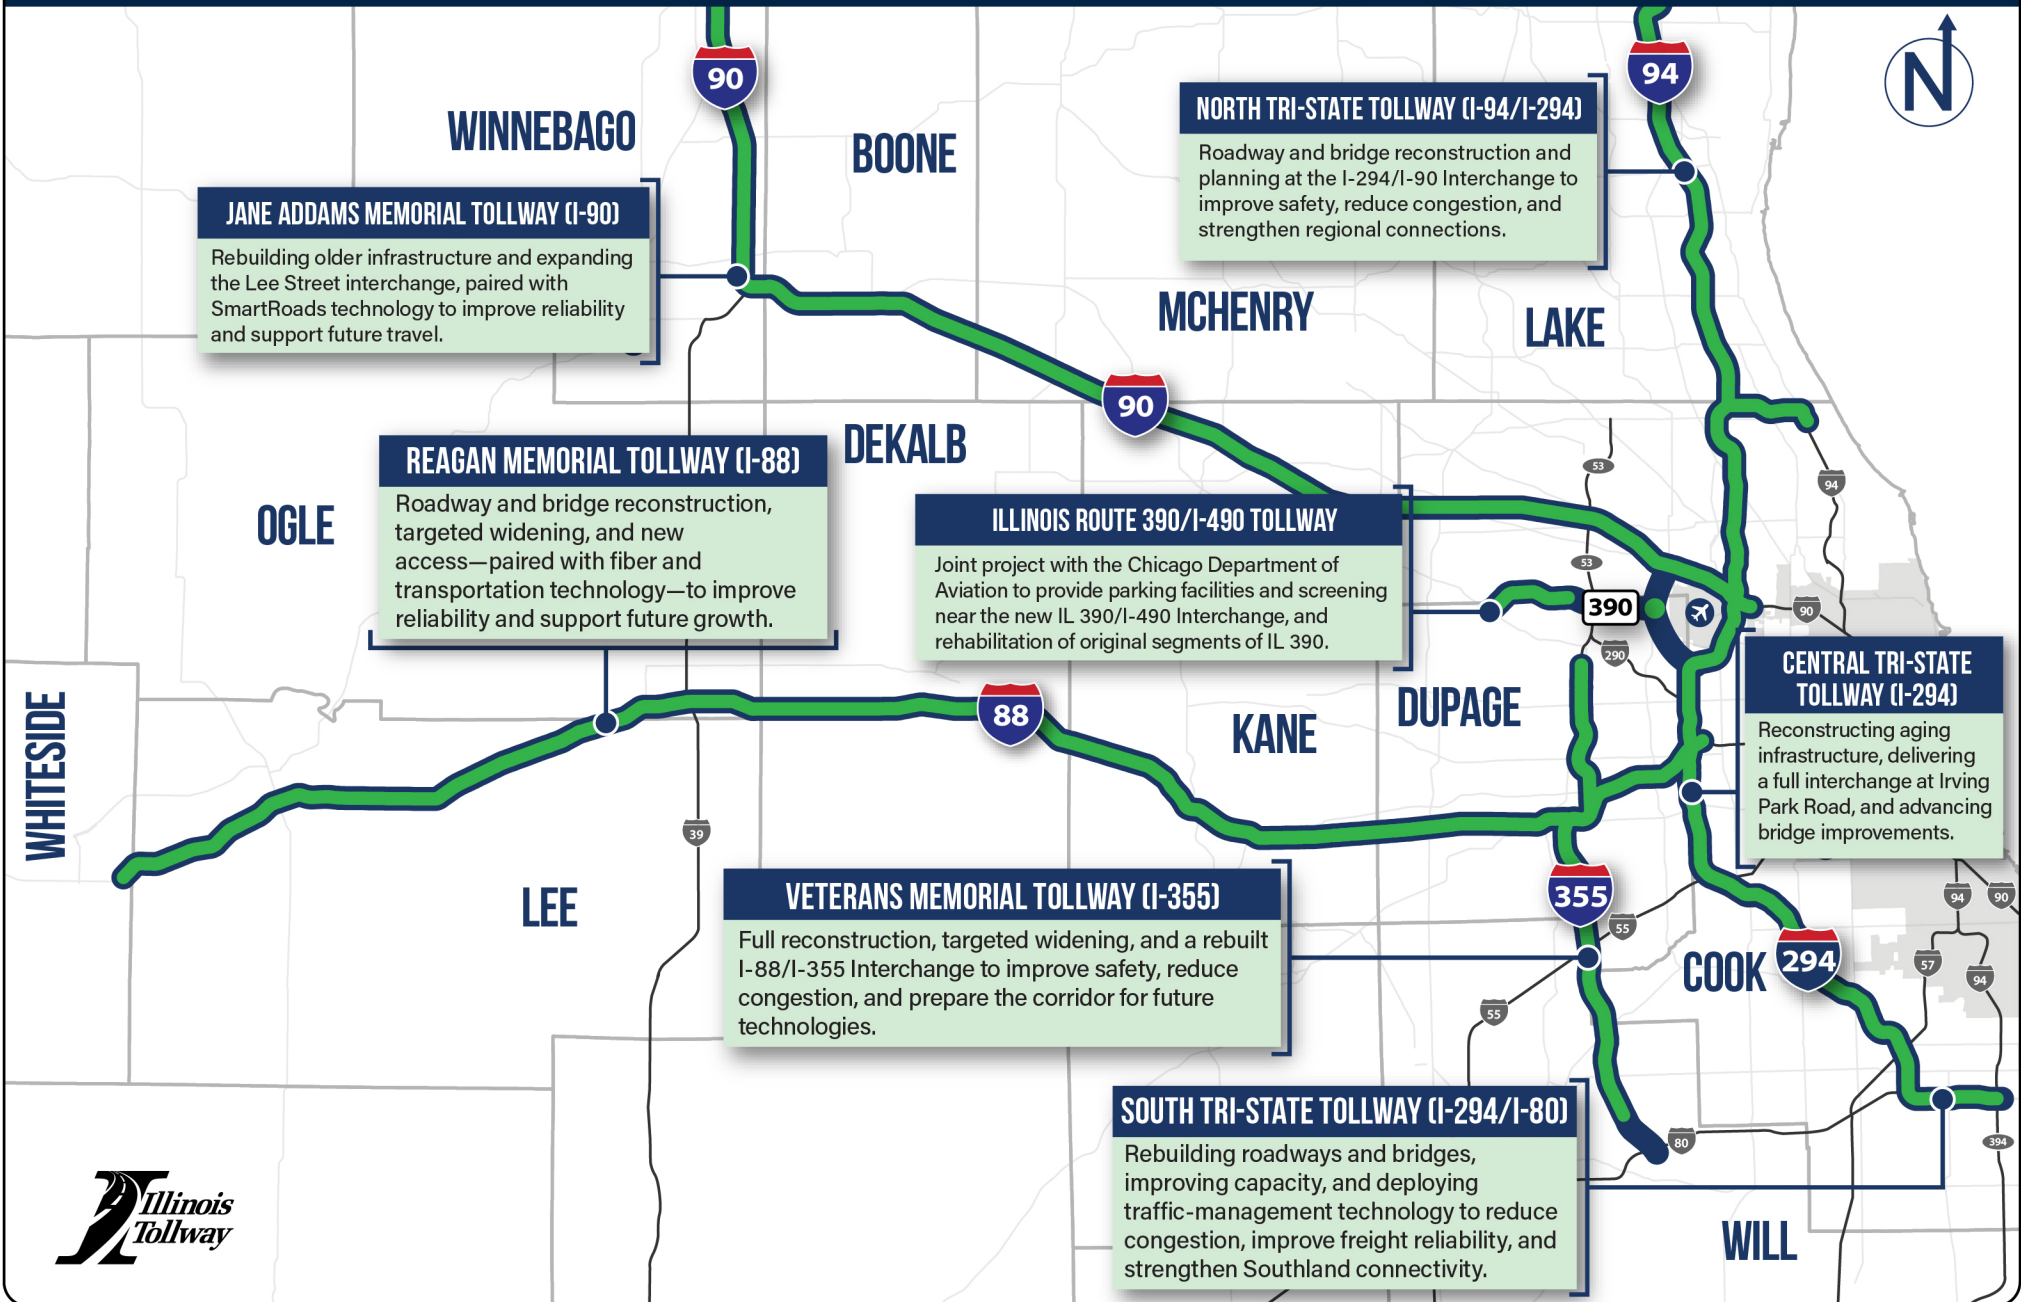 90
94
N
WINNEBAGO
BOONE
NORTH TRI-STATE TOLLWAY (I-94/I-294)
Roadway and bridge reconstruction and
planning at the I-294/I-90 Interchange to
improve safety, reduce congestion, and
strengthen regional connections.
JANE ADDAMS MEMORIAL TOLLWAY (I-90)
Rebuilding older infrastructure and expanding
the Lee Street interchange, paired with
SmartRoads technology to improve reliability
and support future travel.
MCHENRY
LAKE
90
DEKALB
REAGAN MEMORIAL TOLLWAY (I-88)
Roadway and bridge reconstruction,
targeted widening, and new
access—paired with fiber and
transportation technology—to improve
reliability and support future growth.
OGLE
53
94
ILLINOIS ROUTE 390/I-490 TOLLWAY
Joint project with the Chicago Department of
Aviation to provide parking facilities and screening
near the new IL 390/I-490 Interchange, and
rehabilitation of original segments of IL 390.
53
390
90
290
CENTRAL TRI-STATE
TOLLWAY (I-294)
Reconstructing aging
infrastructure, delivering
a full interchange at Irving
Park Road, and advancing
bridge improvements.
WHITESIDE
88
KANE
DUPAGE
39
LEE
VETERANS MEMORIAL TOLLWAY (I-355)
Full reconstruction, targeted widening, and a rebuilt
I-88/I-355 Interchange to improve safety, reduce
congestion, and prepare the corridor for future
technologies.
355
55
94
90
COOK
294
57
94
55
SOUTH TRI-STATE TOLLWAY (I-294/I-80)
Rebuilding roadways and bridges,
improving capacity, and deploying
traffic-management technology to reduce
congestion, improve freight reliability, and
strengthen Southland connectivity.
80
394
WILL
Illinois
Tollway